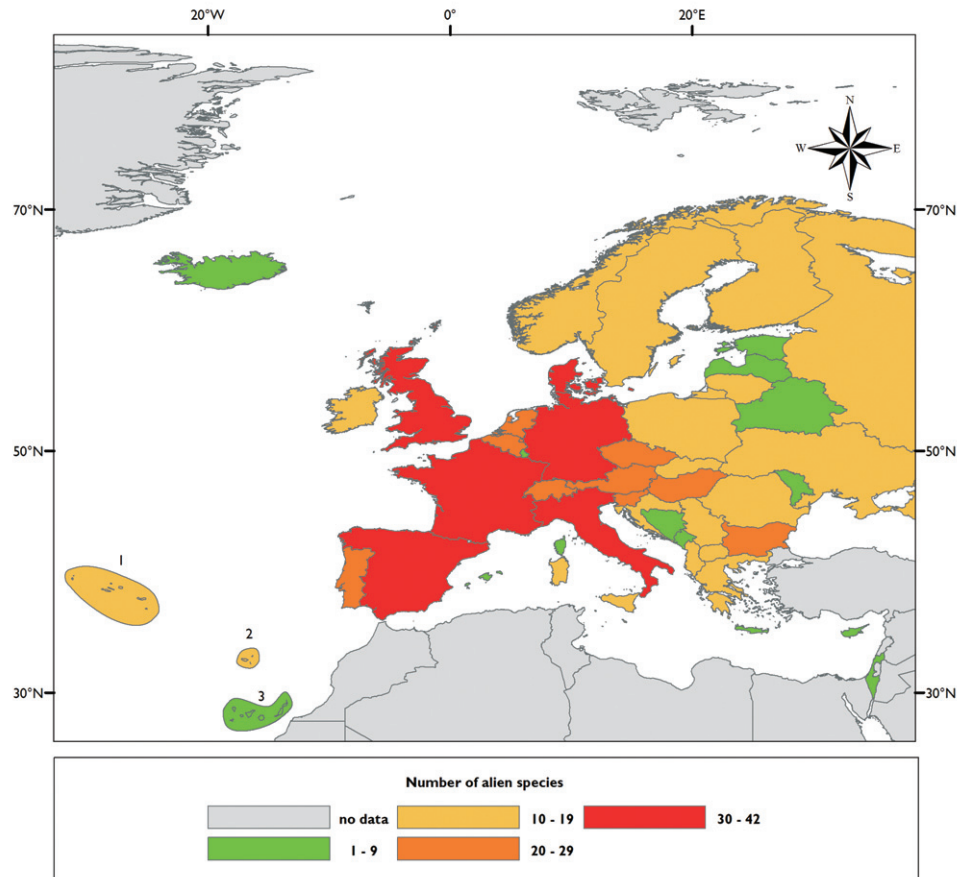 20°W 0° 20°E
N
W E
S
70°N 70°N
50°N 50°N
1
2
3
30°N 30°N
Number of alien species
no data 10 - 19 30 - 42
1 - 9 20 - 29